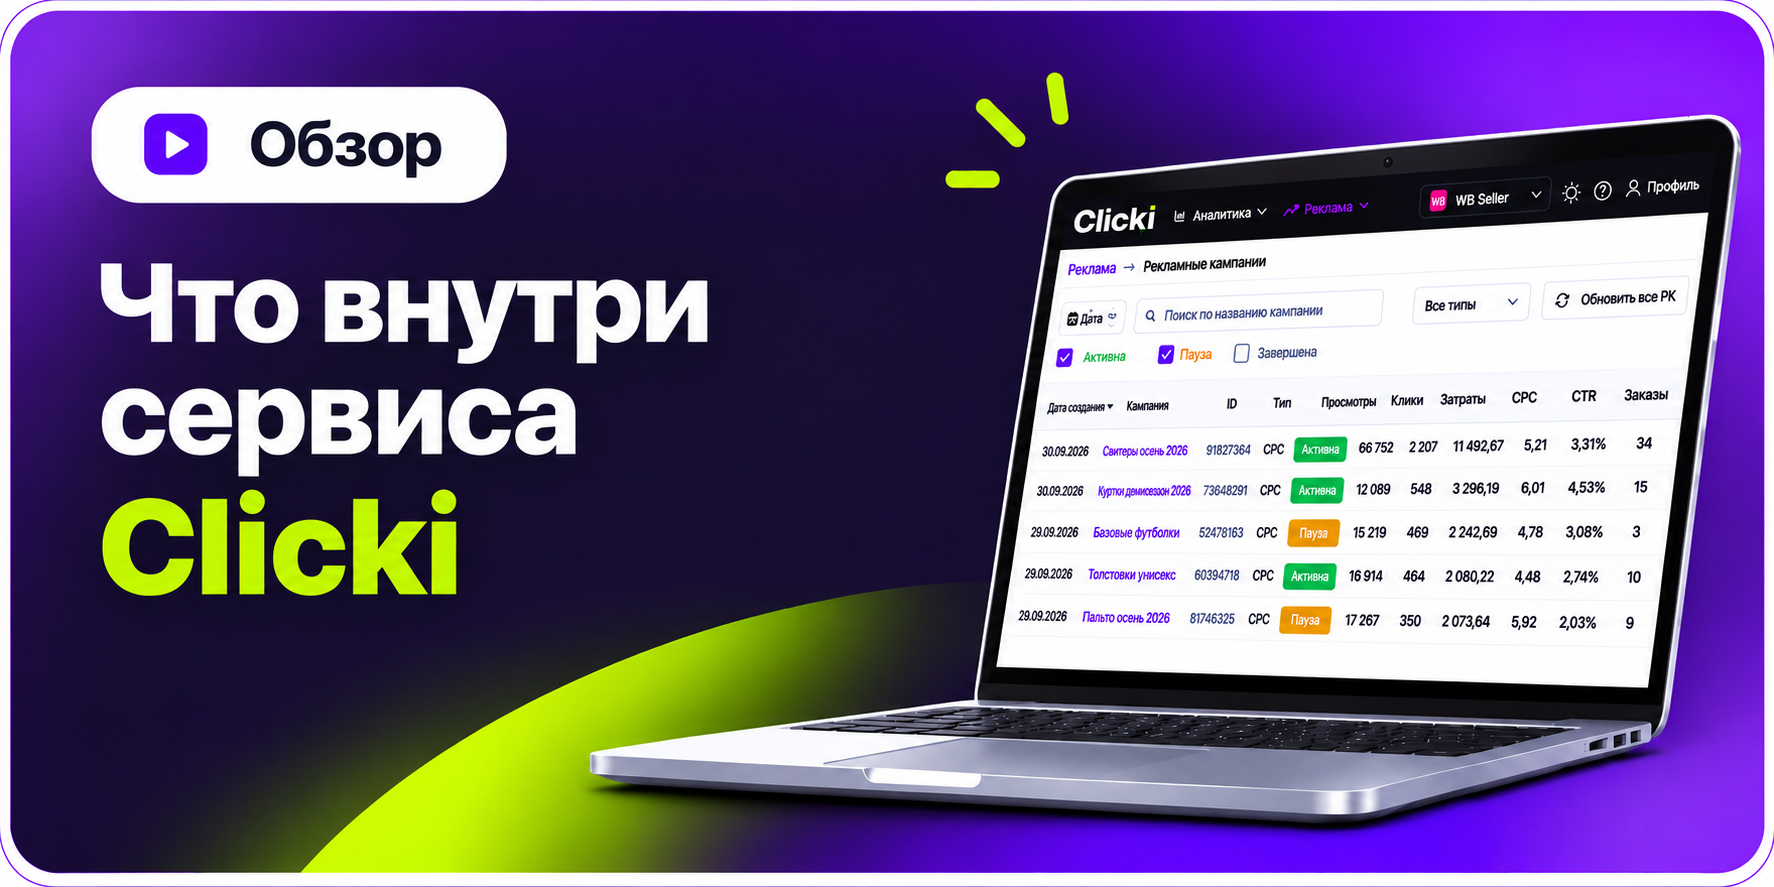 Обзор
Что внутри
сервиса
Clicki
Clicki Аналитика Реклама WB WB Seller Профиль
Реклама → Рекламные кампании
Дата Поиск по названию кампании Все типы Обновить все РК
Активна Пауза Завершена
Дата создания Кампания ID Тип Просмотры Клики Затраты CPC CTR Заказы
30.09.2026 Свитеры осень 2026 91827364 CPC Активна 66 752 2 207 11 492,67 5,21 3,31% 34
30.09.2026 Куртки демисезон 2026 73648291 CPC Активна 12 089 548 3 296,19 6,01 4,53% 15
29.09.2026 Базовые футболки 52478163 CPC Пауза 15 219 469 2 242,69 4,78 3,08% 3
29.09.2026 Толстовки унисекс 60394718 CPC Активна 16 914 464 2 080,22 4,48 2,74% 10
29.09.2026 Пальто осень 2026 81746325 CPC Пауза 17 267 350 2 073,64 5,92 2,03% 9